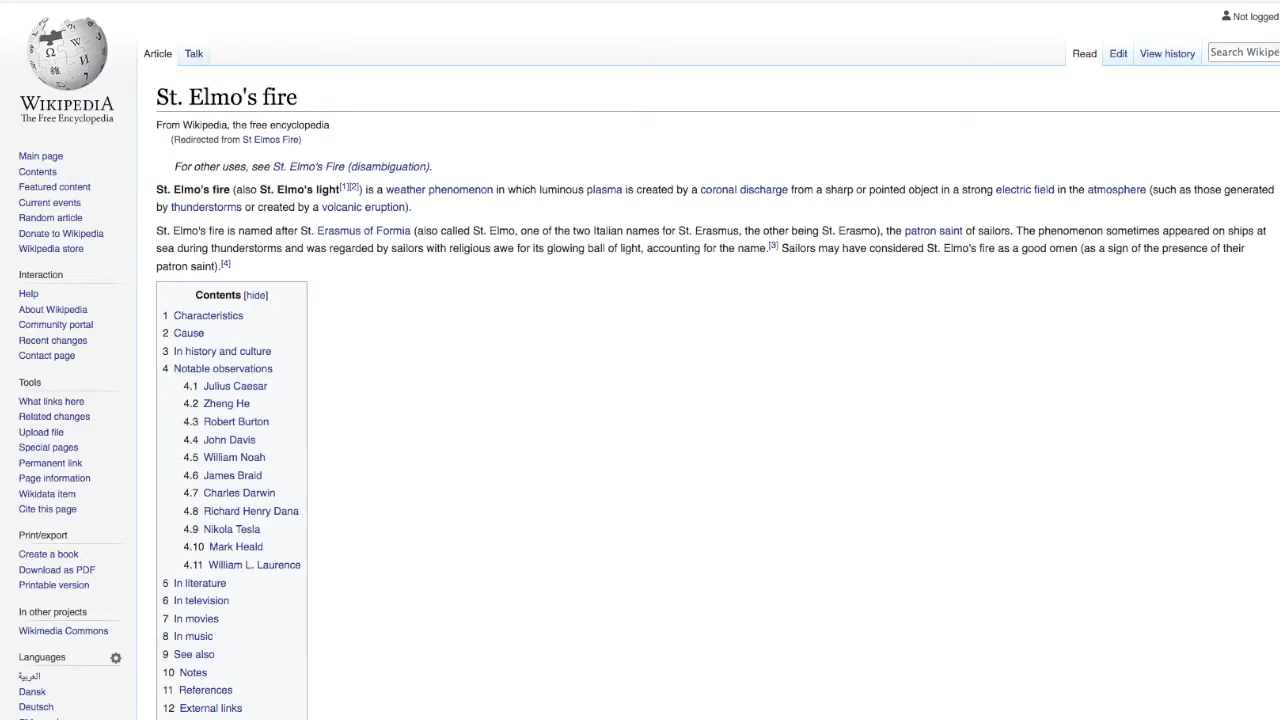 Not logged
Article
Talk
Read
Edit
View history
Search Wikipe
WIKIPEDIA
The Free Encyclopedia
St. Elmo's fire
From Wikipedia, the free encyclopedia
(Redirected from St Elmos Fire)
For other uses, see St. Elmo's Fire (disambiguation).
St. Elmo's fire (also St. Elmo's light[1][2]) is a weather phenomenon in which luminous plasma is created by a coronal discharge from a sharp or pointed object in a strong electric field in the atmosphere (such as those generated
by thunderstorms or created by a volcanic eruption).
St. Elmo's fire is named after St. Erasmus of Formia (also called St. Elmo, one of the two Italian names for St. Erasmus, the other being St. Erasmo), the patron saint of sailors. The phenomenon sometimes appeared on ships at
sea during thunderstorms and was regarded by sailors with religious awe for its glowing ball of light, accounting for the name.[3] Sailors may have considered St. Elmo's fire as a good omen (as a sign of the presence of their
patron saint).[4]
Contents [hide]
1 Characteristics
2 Cause
3 In history and culture
4 Notable observations
4.1 Julius Caesar
4.2 Zheng He
4.3 Robert Burton
4.4 John Davis
4.5 William Noah
4.6 James Braid
4.7 Charles Darwin
4.8 Richard Henry Dana
4.9 Nikola Tesla
4.10 Mark Heald
4.11 William L. Laurence
5 In literature
6 In television
7 In movies
8 In music
9 See also
10 Notes
11 References
12 External links
Main page
Contents
Featured content
Current events
Random article
Donate to Wikipedia
Wikipedia store
Interaction
Help
About Wikipedia
Community portal
Recent changes
Contact page
Tools
What links here
Related changes
Upload file
Special pages
Permanent link
Page information
Wikidata item
Cite this page
Print/export
Create a book
Download as PDF
Printable version
In other projects
Wikimedia Commons
Languages
العربية
Dansk
Deutsch